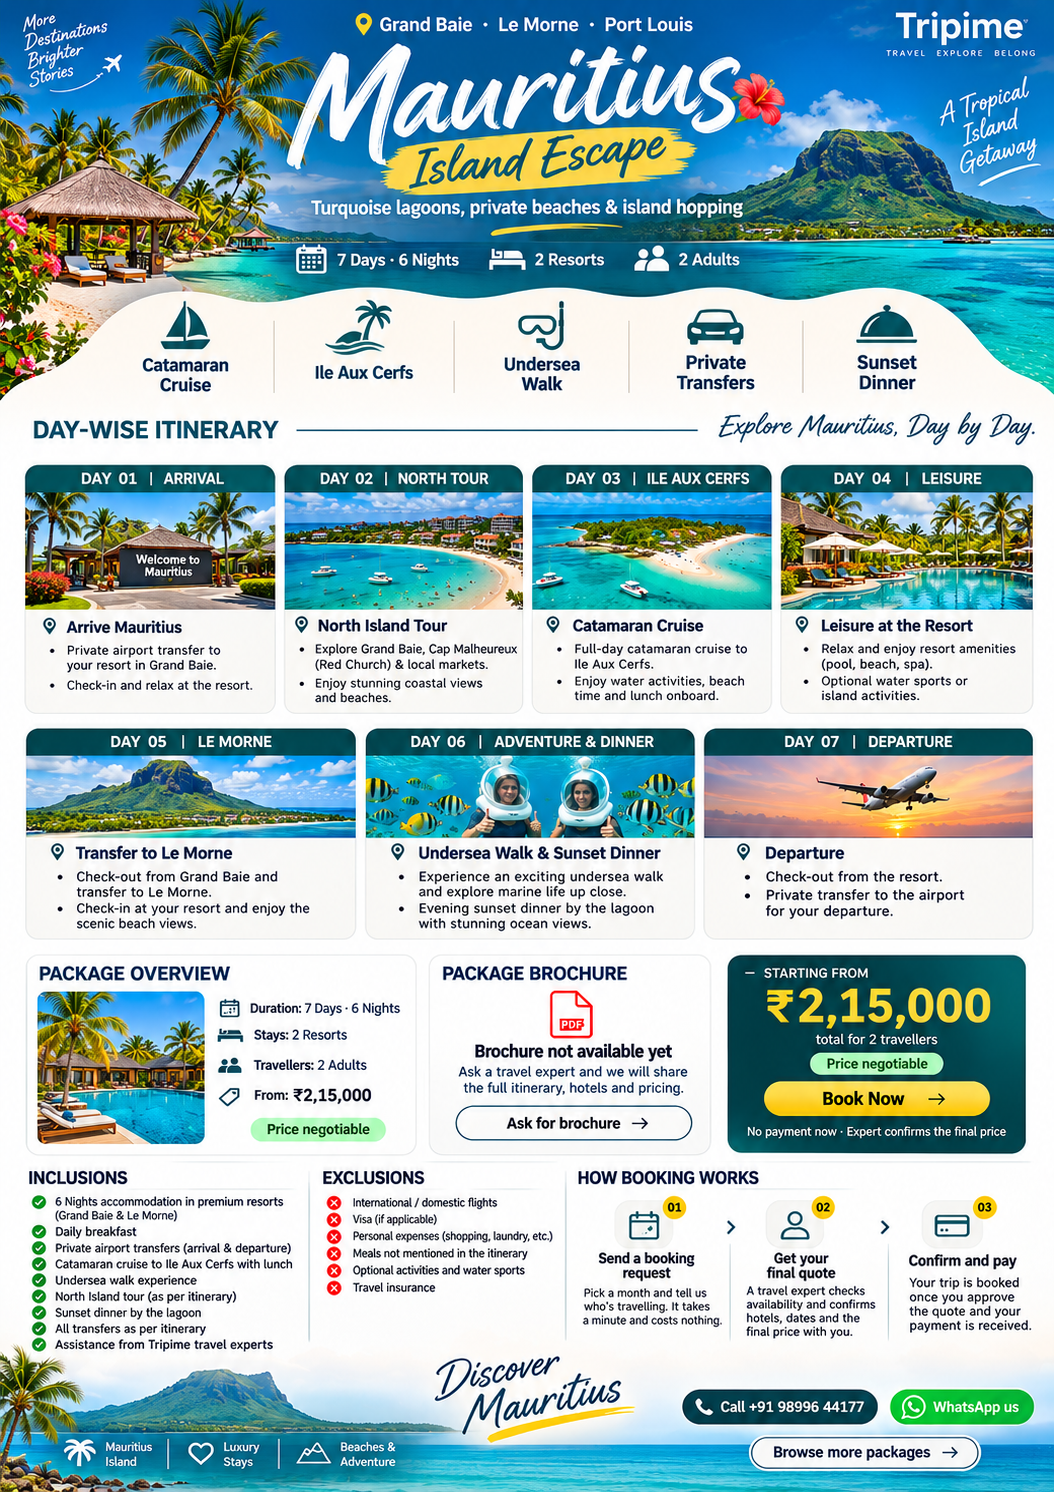 More
Destinations
Brighter
Stories
Grand Baie · Le Morne · Port Louis
Tripime
TRAVEL EXPLORE BELONG
Mauritius
Island Escape
A Tropical
Island
Getaway
Turquoise lagoons, private beaches & island hopping
7 Days · 6 Nights
2 Resorts
2 Adults
Catamaran
Cruise
Ile Aux Cerfs
Undersea
Walk
Private
Transfers
Sunset
Dinner
DAY-WISE ITINERARY
Explore Mauritius, Day by Day.
DAY 01 | ARRIVAL
Welcome to
Mauritius
Arrive Mauritius
• Private airport transfer to
your resort in Grand Baie.
• Check-in and relax at the resort.
DAY 02 | NORTH TOUR
North Island Tour
• Explore Grand Baie, Cap Malheureux
(Red Church) & local markets.
• Enjoy stunning coastal views
and beaches.
DAY 03 | ILE AUX CERFS
Catamaran Cruise
• Full-day catamaran cruise to
Ile Aux Cerfs.
• Enjoy water activities, beach
time and lunch onboard.
DAY 04 | LEISURE
Leisure at the Resort
• Relax and enjoy resort amenities
(pool, beach, spa).
• Optional water sports or
island activities.
DAY 05 | LE MORNE
Transfer to Le Morne
• Check-out from Grand Baie and
transfer to Le Morne.
• Check-in at your resort and enjoy the
scenic beach views.
DAY 06 | ADVENTURE & DINNER
Undersea Walk & Sunset Dinner
• Experience an exciting undersea walk
and explore marine life up close.
• Evening sunset dinner by the lagoon
with stunning ocean views.
DAY 07 | DEPARTURE
Departure
• Check-out from the resort.
• Private transfer to the airport
for your departure.
PACKAGE OVERVIEW
Duration: 7 Days · 6 Nights
Stays: 2 Resorts
Travellers: 2 Adults
From: ₹2,15,000
Price negotiable
PACKAGE BROCHURE
PDF
Brochure not available yet
Ask a travel expert and we will share
the full itinerary, hotels and pricing.
Ask for brochure →
— STARTING FROM
₹2,15,000
total for 2 travellers
Price negotiable
Book Now →
No payment now · Expert confirms the final price
INCLUSIONS
6 Nights accommodation in premium resorts
(Grand Baie & Le Morne)
Daily breakfast
Private airport transfers (arrival & departure)
Catamaran cruise to Ile Aux Cerfs with lunch
Undersea walk experience
North Island tour (as per itinerary)
Sunset dinner by the lagoon
All transfers as per itinerary
Assistance from Tripime travel experts
EXCLUSIONS
International / domestic flights
Visa (if applicable)
Personal expenses (shopping, laundry, etc.)
Meals not mentioned in the itinerary
Optional activities and water sports
Travel insurance
HOW BOOKING WORKS
01
Send a booking
request
Pick a month and tell us
who's travelling. It takes
a minute and costs nothing.
02
Get your
final quote
A travel expert checks
availability and confirms
hotels, dates and the
final price with you.
03
Confirm and pay
Your trip is booked
once you approve
the quote and your
payment is received.
Discover
Mauritius
Mauritius
Island
Luxury
Stays
Beaches &
Adventure
Call +91 98996 44177
WhatsApp us
Browse more packages →